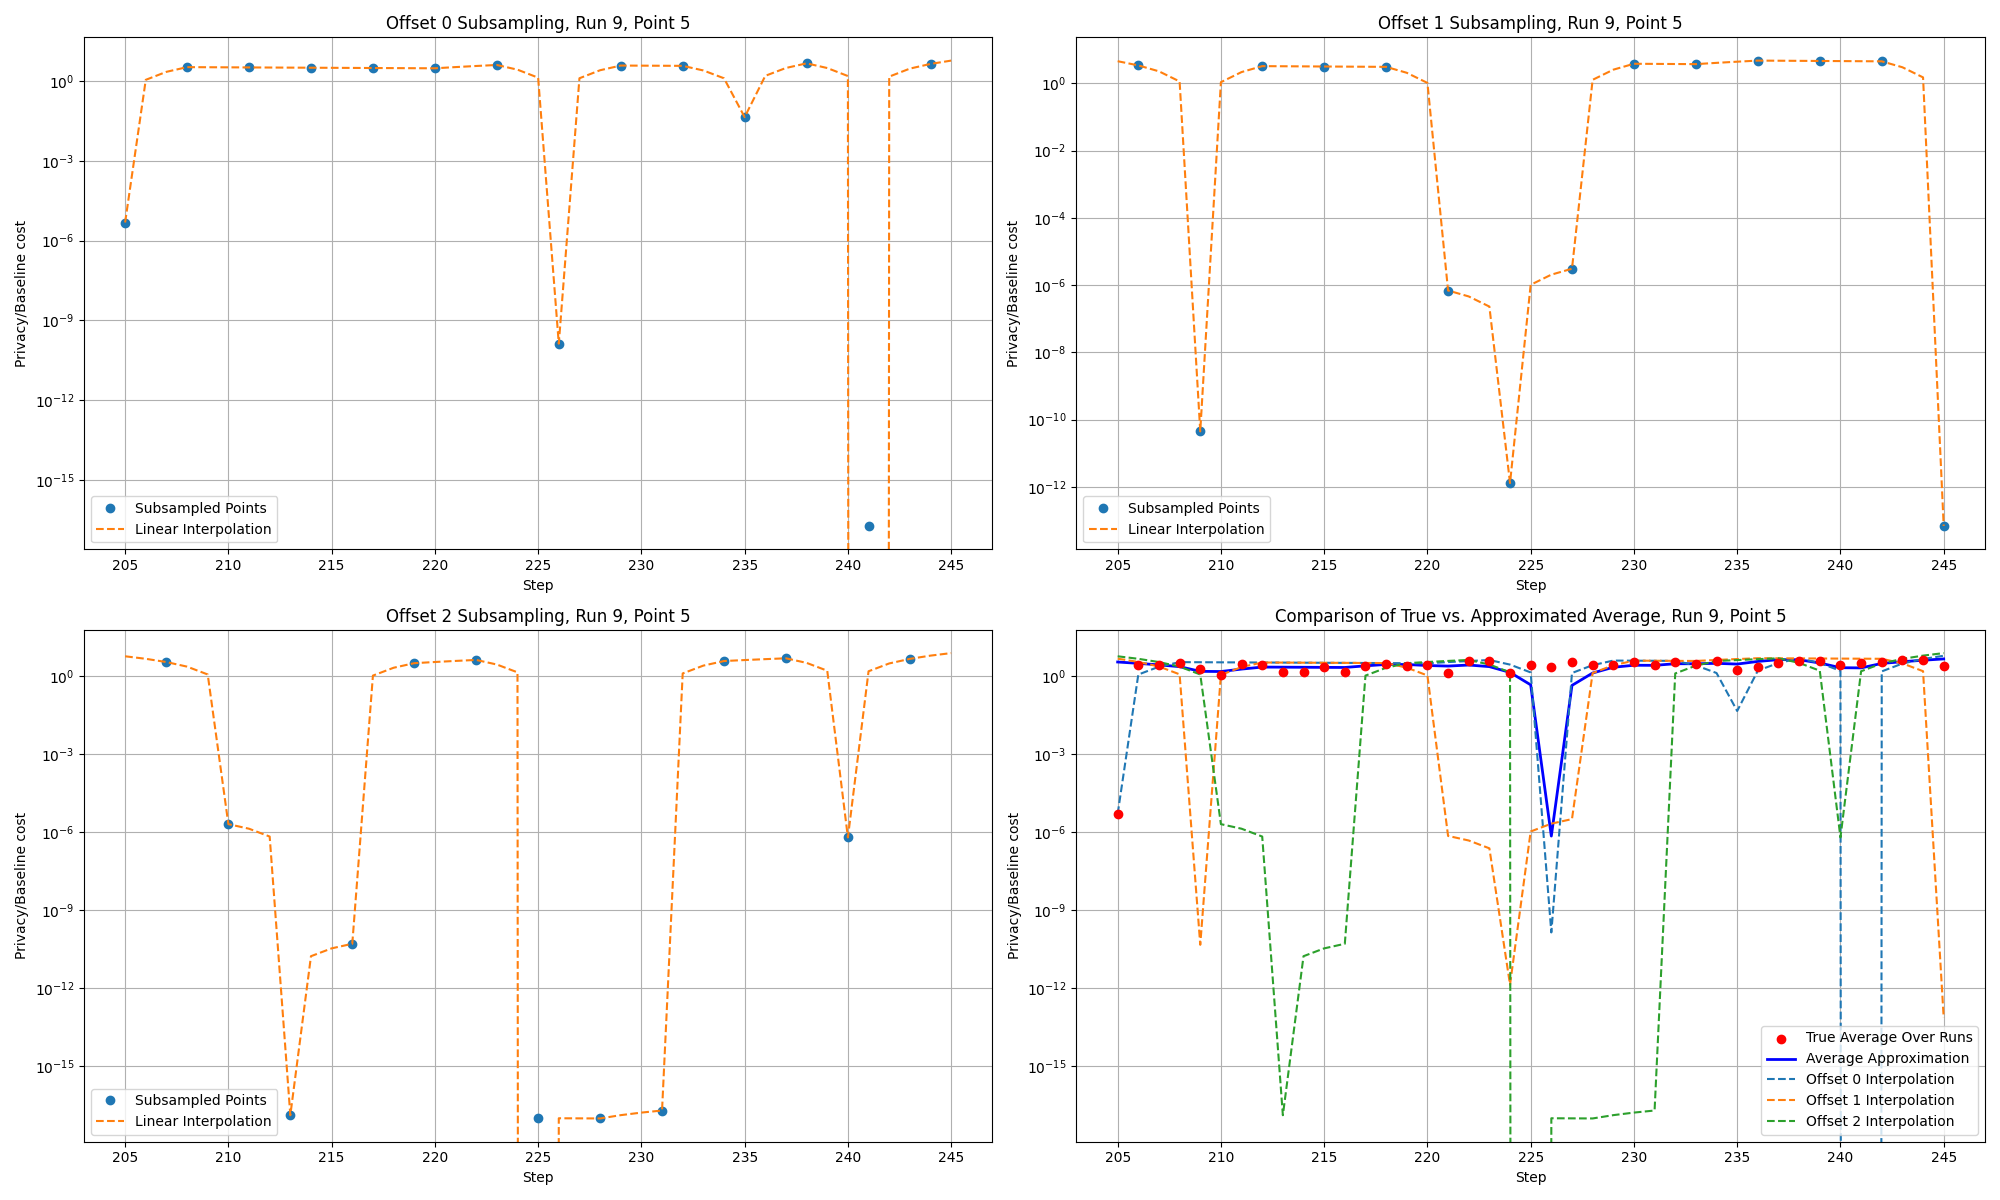 Offset 0 Subsampling, Run 9, Point 5
Privacy/Baseline cost
10⁰
10⁻³
10⁻⁶
10⁻⁹
10⁻¹²
10⁻¹⁵
Subsampled Points
Linear Interpolation
205 210 215 220 225 230 235 240 245
Step
Offset 1 Subsampling, Run 9, Point 5
Privacy/Baseline cost
10⁰
10⁻²
10⁻⁴
10⁻⁶
10⁻⁸
10⁻¹⁰
10⁻¹²
Subsampled Points
Linear Interpolation
205 210 215 220 225 230 235 240 245
Step
Offset 2 Subsampling, Run 9, Point 5
Privacy/Baseline cost
10⁰
10⁻³
10⁻⁶
10⁻⁹
10⁻¹²
10⁻¹⁵
Subsampled Points
Linear Interpolation
205 210 215 220 225 230 235 240 245
Step
Comparison of True vs. Approximated Average, Run 9, Point 5
Privacy/Baseline cost
10⁰
10⁻³
10⁻⁶
10⁻⁹
10⁻¹²
10⁻¹⁵
True Average Over Runs
Average Approximation
Offset 0 Interpolation
Offset 1 Interpolation
Offset 2 Interpolation
205 210 215 220 225 230 235 240 245
Step